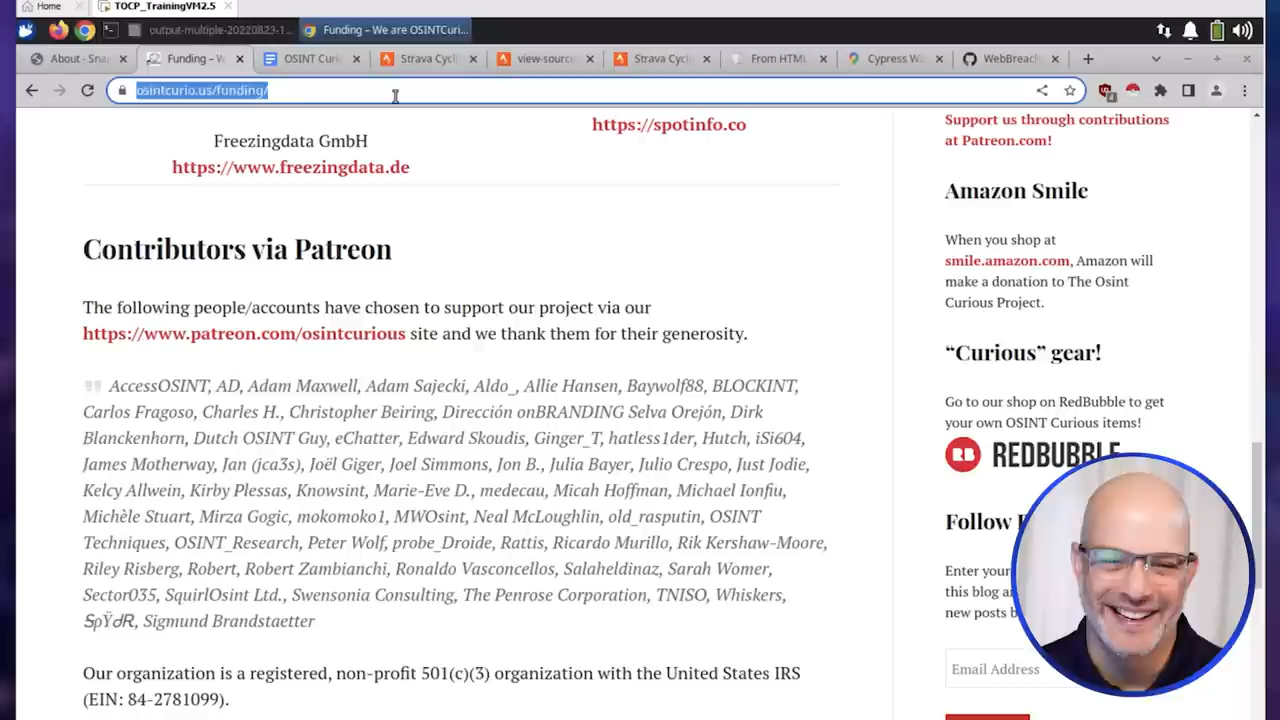 Home
TOCP_TrainingVM2.5
output-multiple-20220823-1...
Funding – We are OSINTCuri...
About - Sna
Funding – W
OSINT Curi
Strava Cycli
view-source
Strava Cycli
From HTML
Cypress Wi
WebBreach
osintcurio.us/funding/
4
Freezingdata GmbH
https://www.freezingdata.de
https://spotinfo.co
Contributors via Patreon
The following people/accounts have chosen to support our project via our
https://www.patreon.com/osintcurious site and we thank them for their generosity.
AccessOSINT, AD, Adam Maxwell, Adam Sajecki, Aldo_, Allie Hansen, Baywolf88, BLOCKINT,
Carlos Fragoso, Charles H., Christopher Beiring, Dirección onBRANDING Selva Orejón, Dirk
Blanckenhorn, Dutch OSINT Guy, eChatter, Edward Skoudis, Ginger_T, hatless1der, Hutch, iSi604,
James Motherway, Jan (jca3s), Joël Giger, Joel Simmons, Jon B., Julia Bayer, Julio Crespo, Just Jodie,
Kelcy Allwein, Kirby Plessas, Knowsint, Marie-Eve D., medecau, Micah Hoffman, Michael Ionfiu,
Michèle Stuart, Mirza Gogic, mokomoko1, MWOsint, Neal McLoughlin, old_rasputin, OSINT
Techniques, OSINT_Research, Peter Wolf, probe_Droide, Rattis, Ricardo Murillo, Rik Kershaw-Moore,
Riley Risberg, Robert, Robert Zambianchi, Ronaldo Vasconcellos, Salaheldinaz, Sarah Womer,
Sector035, SquirlOsint Ltd., Swensonia Consulting, The Penrose Corporation, TNISO, Whiskers,
Sigmund Brandstaetter
Our organization is a registered, non-profit 501(c)(3) organization with the United States IRS
(EIN: 84-2781099).
Support us through contributions
at Patreon.com!
Amazon Smile
When you shop at
smile.amazon.com, Amazon will
make a donation to The Osint
Curious Project.
“Curious” gear!
Go to our shop on RedBubble to get
your own OSINT Curious items!
RB REDBUBBLE
Follow
Enter your
this blog a
new posts b
Email Address